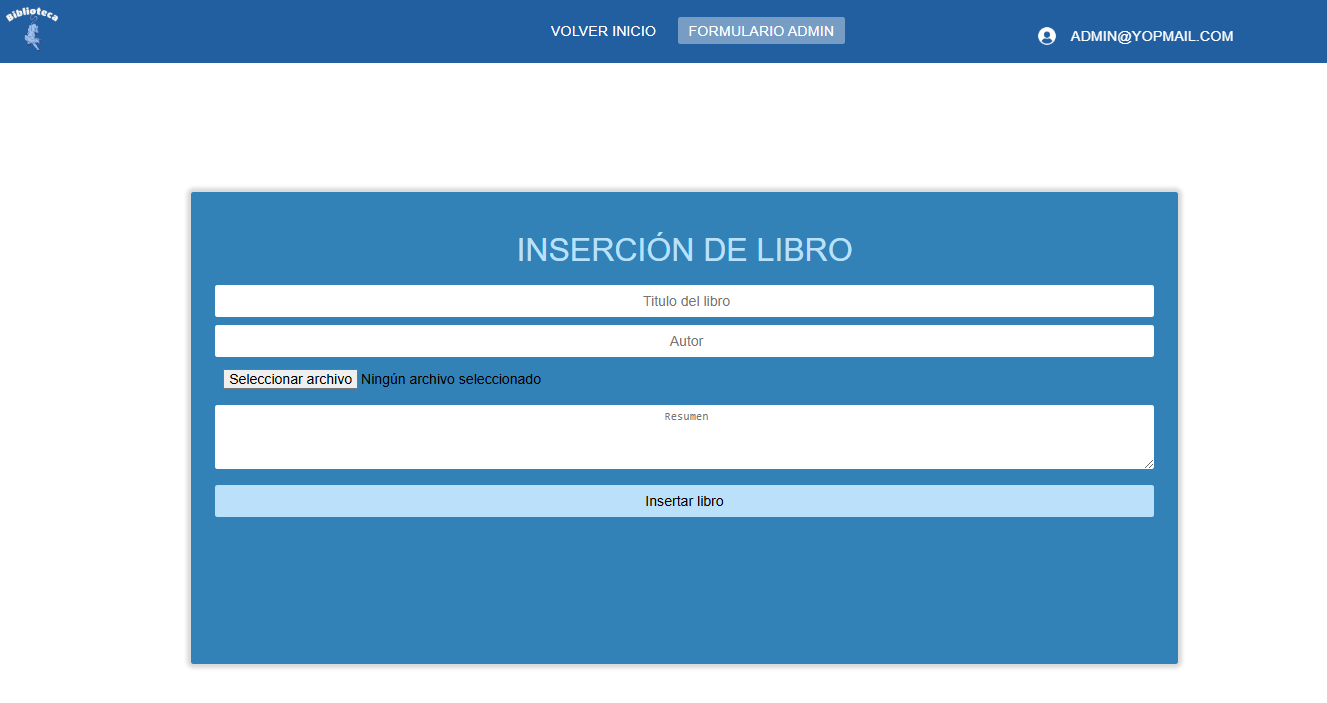 Biblioteca
VOLVER INICIO
FORMULARIO ADMIN
ADMIN@YOPMAIL.COM
INSERCIÓN DE LIBRO
Titulo del libro
Autor
Seleccionar archivo Ningún archivo seleccionado
Resumen
Insertar libro